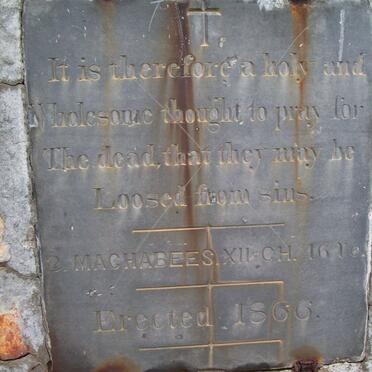 It is therefore a holy and
Wholesome thought, to pray for
The dead, that they may be
Loosed from sins.
2. MACHABEES. XII. CH.
Erected 1866.